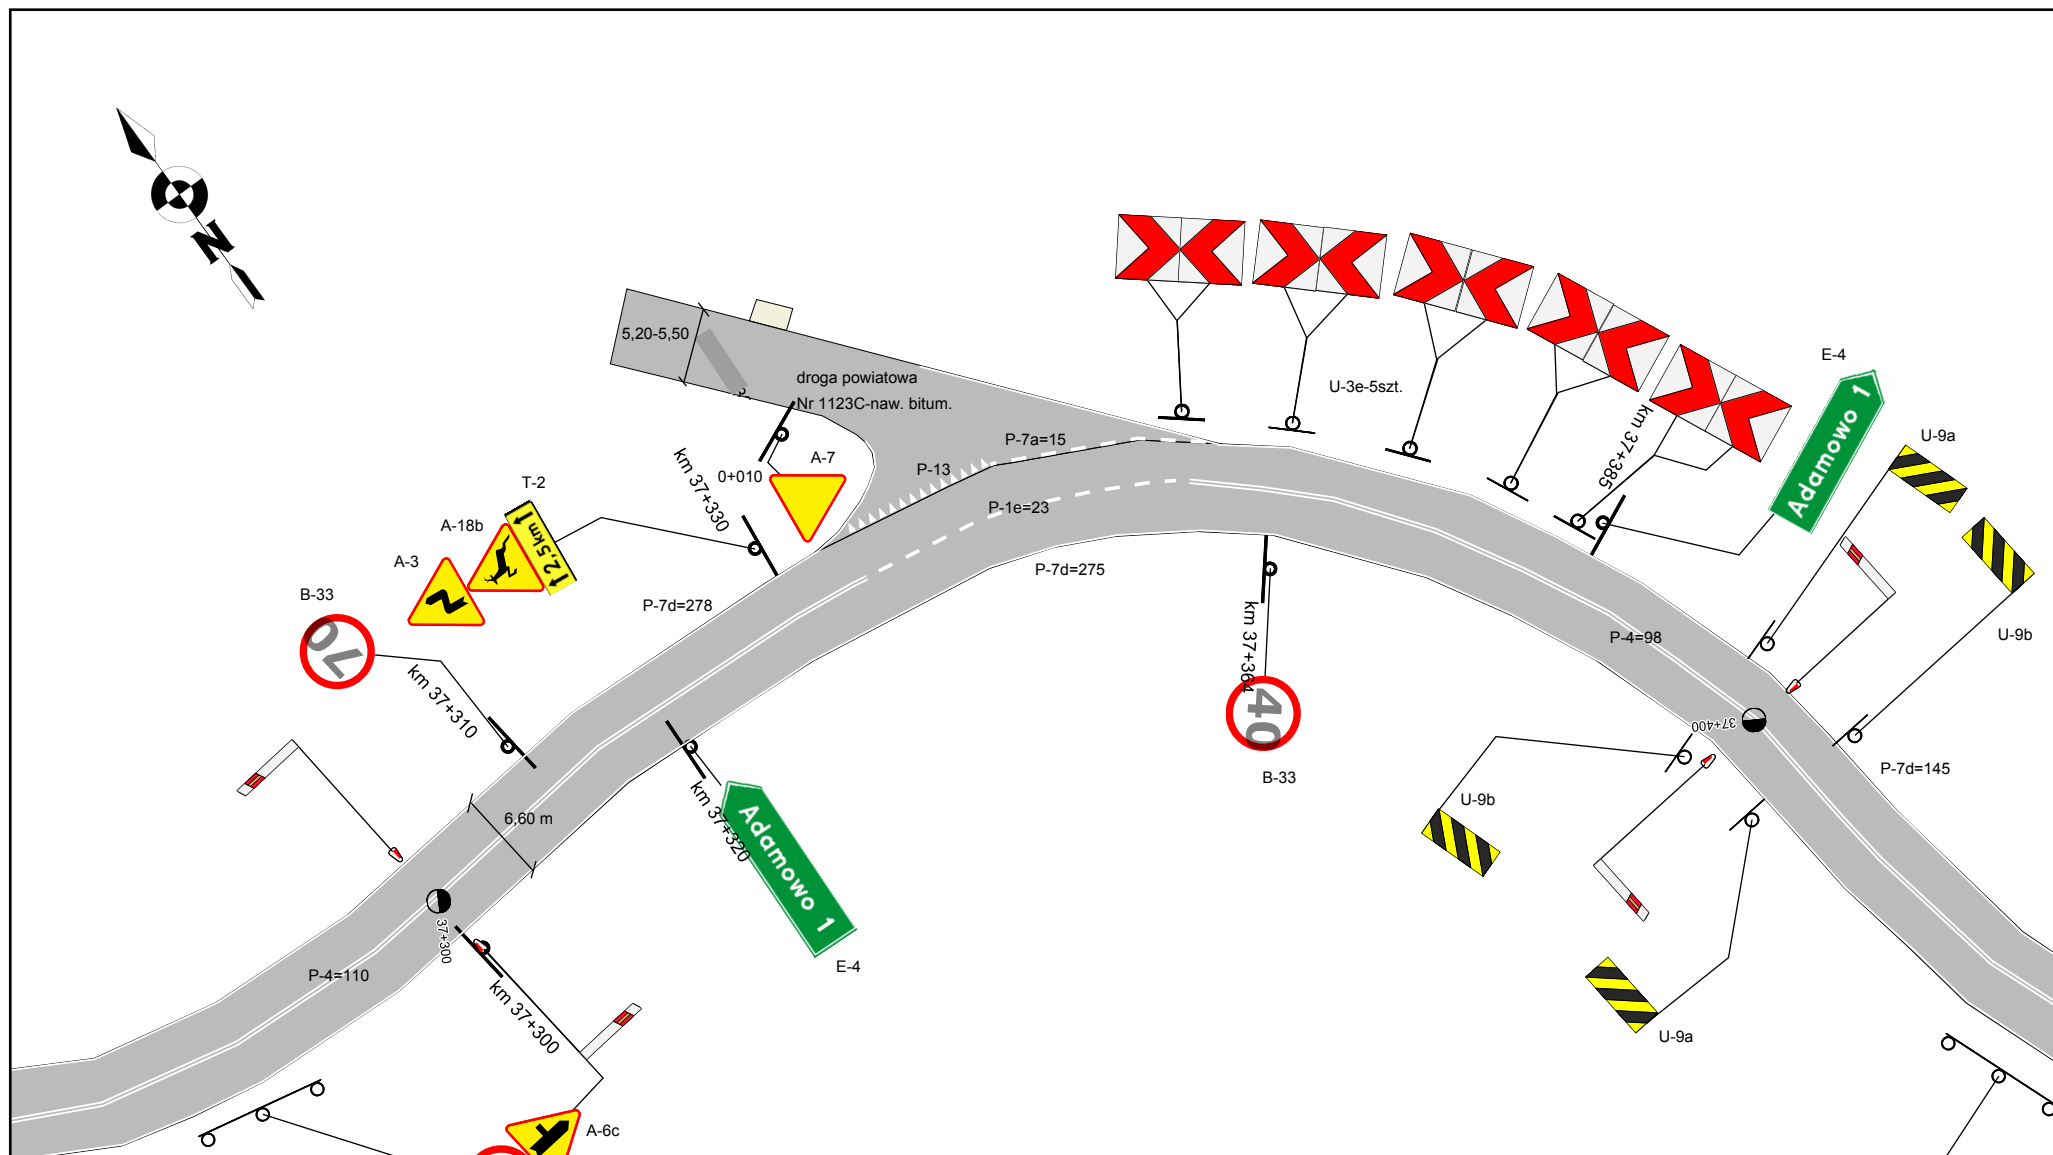 N
5,20-5,50
droga powiatowa
Nr 1123C-naw. bitum.
U-3e-5szt.
E-4
Adamowo 1
km 37+385
U-9a
U-9b
P-7a=15
P-13
P-1e=23
A-7
0+010
km 37+330
T-2
2,5km
A-18b
A-3
B-33
70
km 37+310
P-7d=278
P-7d=275
km 37+364
40
B-33
P-4=98
37+400
P-7d=145
U-9b
U-9a
6,60 m
km 37+320
Adamowo 1
E-4
37+300
P-4=110
km 37+300
A-6c